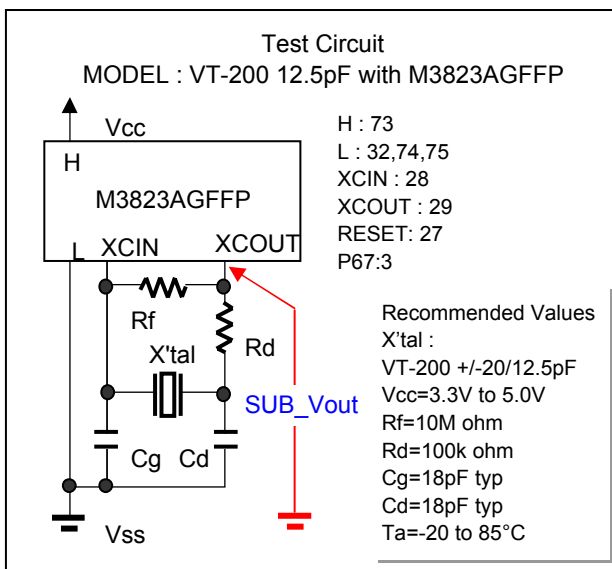 Test Circuit
MODEL : VT-200 12.5pF with M3823AGFFP
Vcc
H
M3823AGFFP
L XCIN XCOUT
Rf
Rd
X'tal
SUB_Vout
Cg Cd
Vss
H : 73
L : 32,74,75
XCIN : 28
XCOUT : 29
RESET: 27
P67:3
Recommended Values
X'tal :
VT-200 +/-20/12.5pF
Vcc=3.3V to 5.0V
Rf=10M ohm
Rd=100k ohm
Cg=18pF typ
Cd=18pF typ
Ta=-20 to 85°C